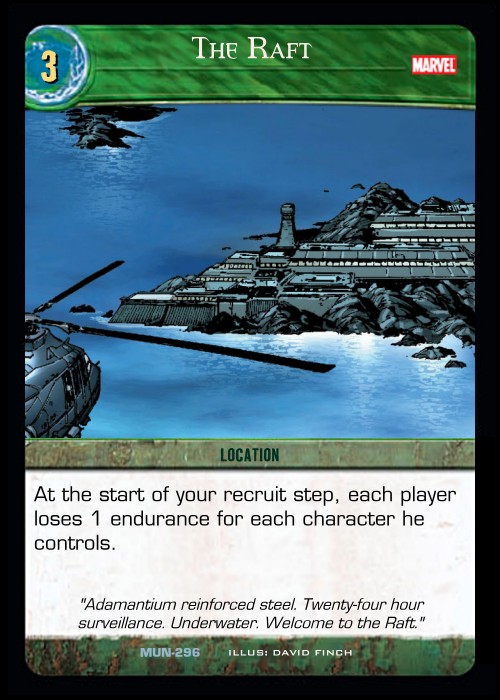 3
The Raft
MARVEL
LOCATION
At the start of your recruit step, each player
loses 1 endurance for each character he
controls.
"Adamantium reinforced steel. Twenty-four hour
surveillance. Underwater. Welcome to the Raft."
MUN-296 ILLUS: DAVID FINCH